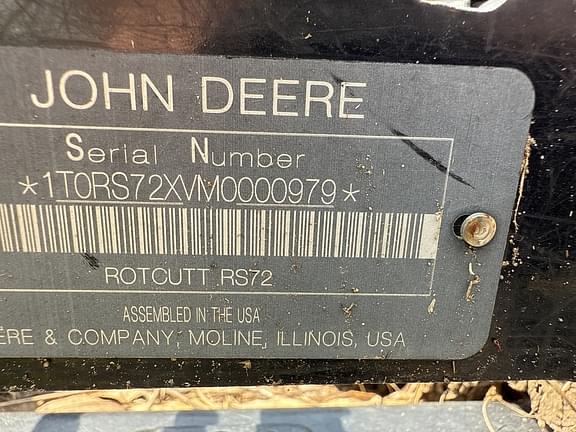 JOHN DEERE
Serial Number
*1T0RS72XVM0000979*
ROTCUTT RS72
ASSEMBLED IN THE USA
ERE & COMPANY, MOLINE, ILLINOIS, USA